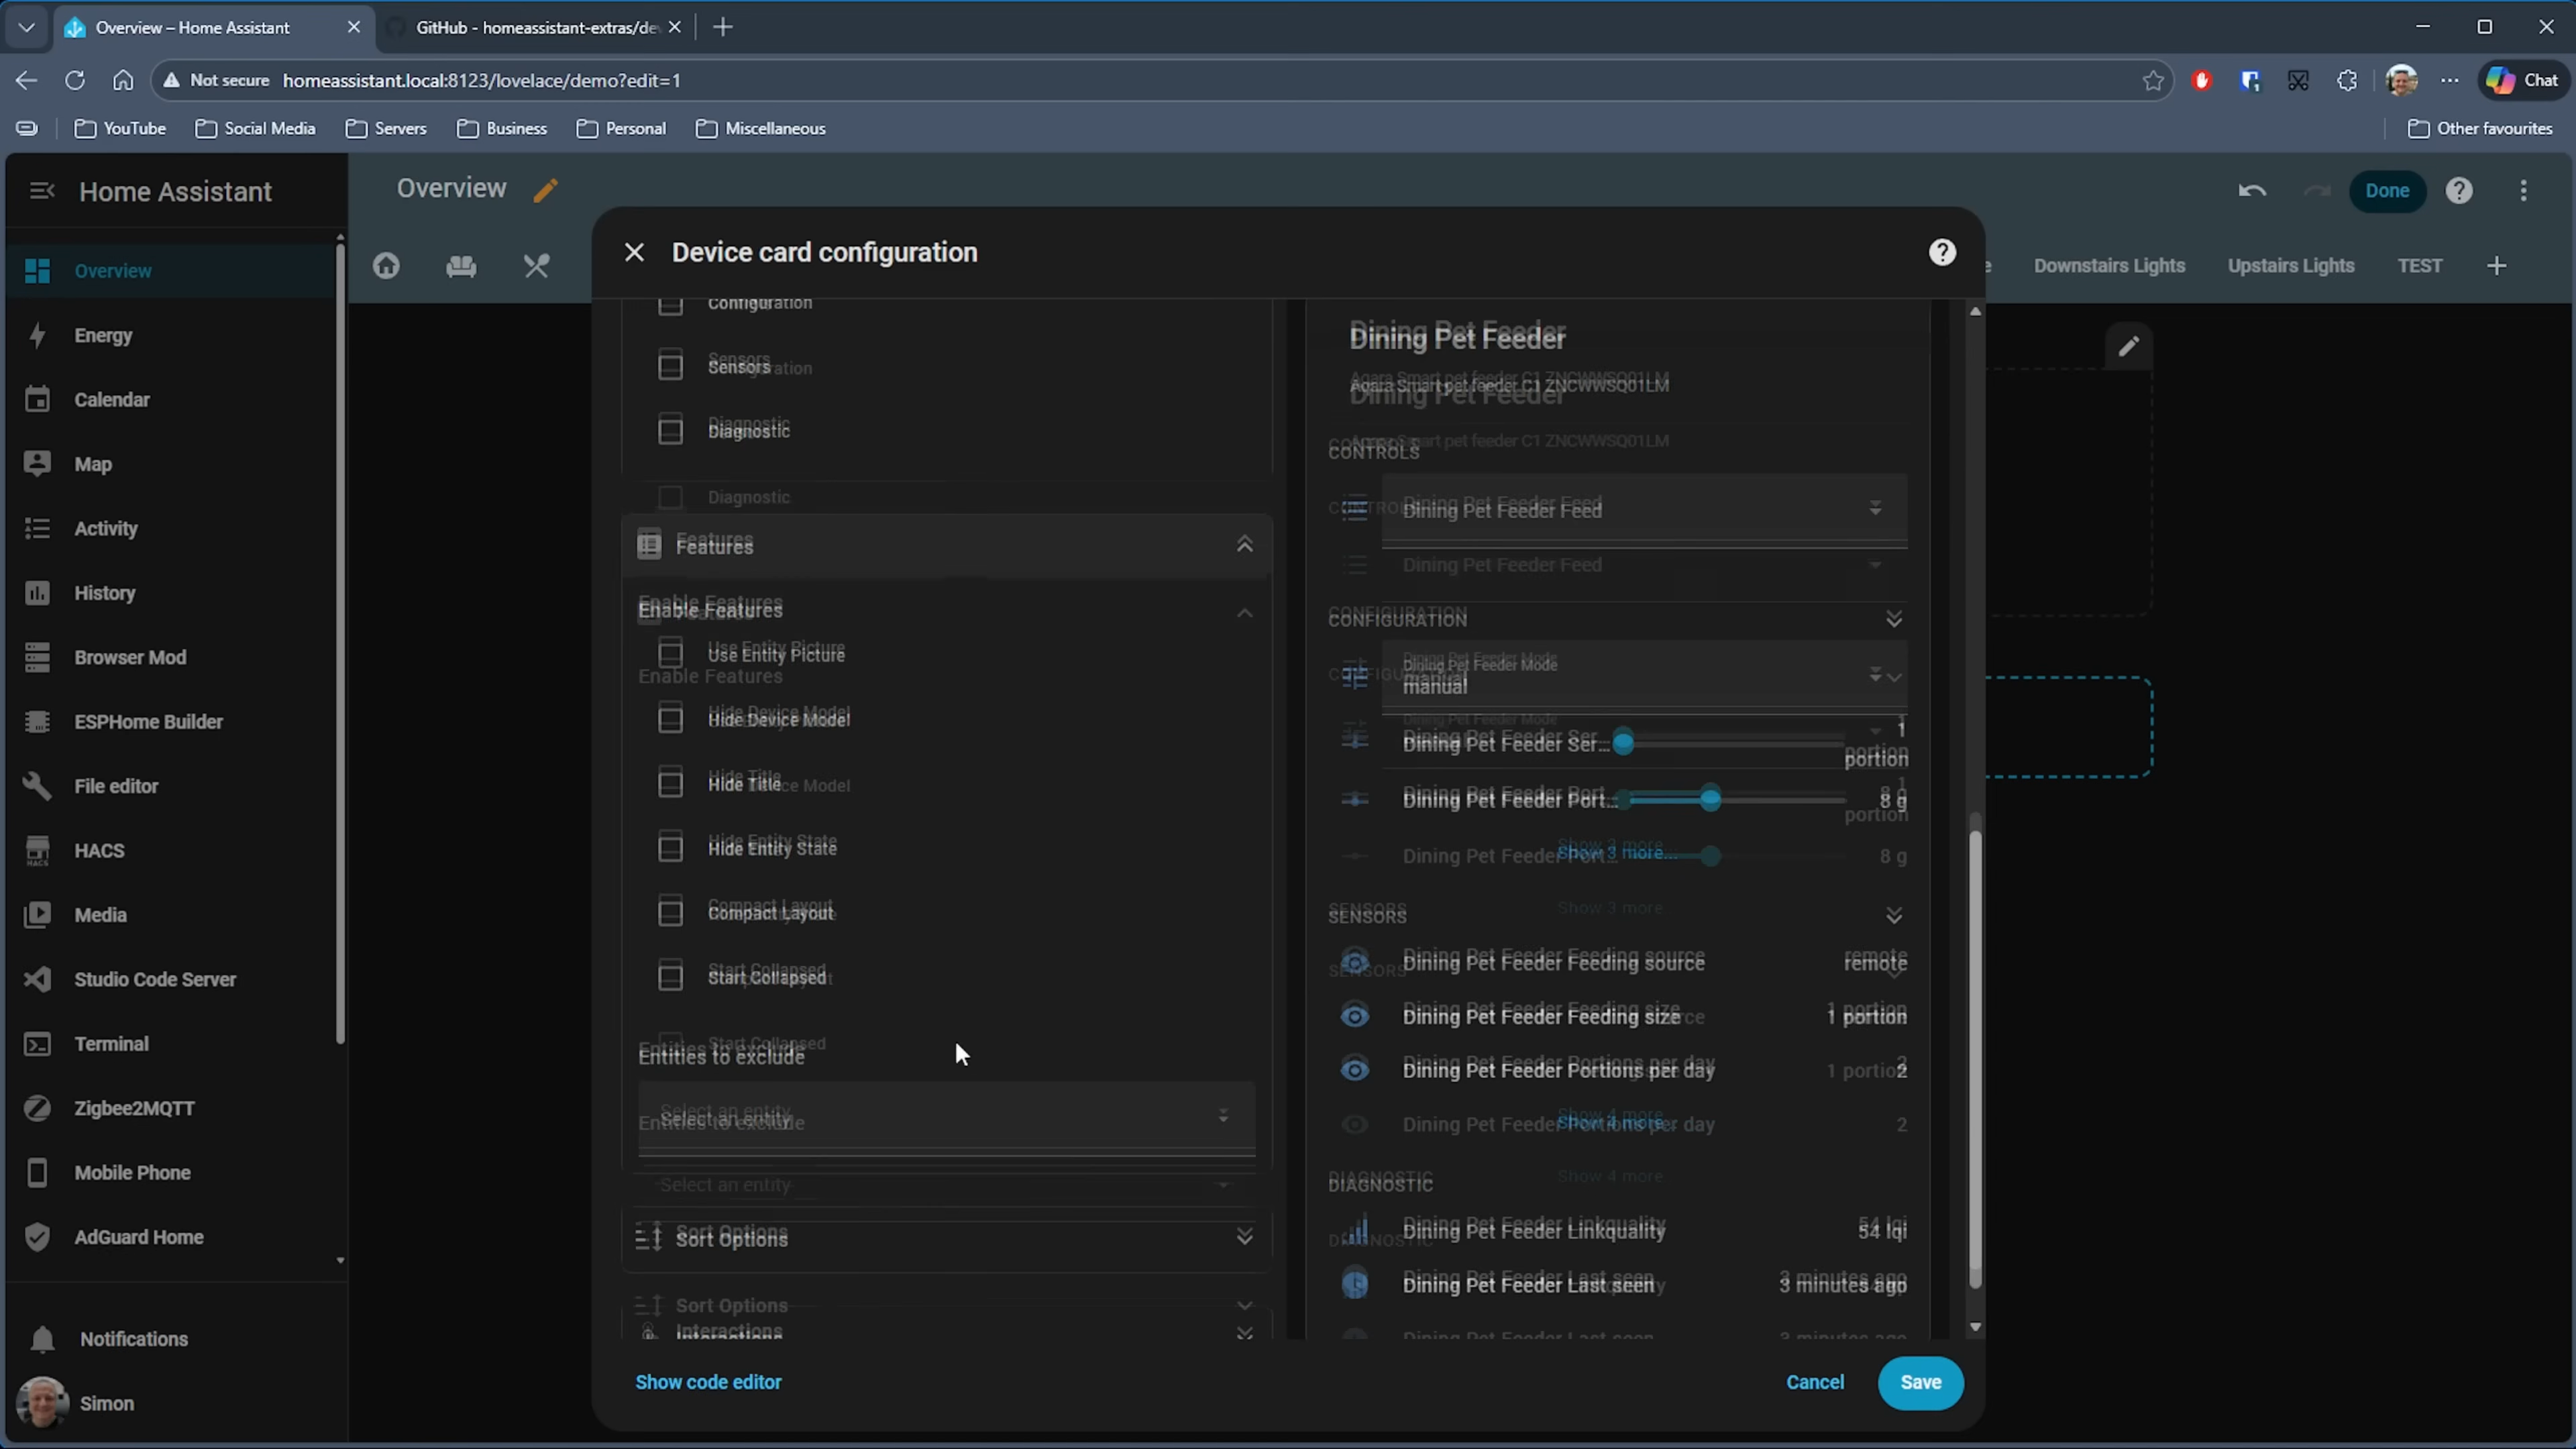 Overview – Home Assistant
GitHub - homeassistant-extras/de
Not secure
homeassistant.local:8123/lovelace/demo?edit=1
Chat
YouTube
Social Media
Servers
Business
Personal
Miscellaneous
Other favourites
Home Assistant
Overview
Energy
Calendar
Map
Activity
History
Browser Mod
ESPHome Builder
File editor
HACS
Media
Studio Code Server
Terminal
Zigbee2MQTT
Mobile Phone
AdGuard Home
Notifications
Simon
Overview
Done
Downstairs Lights
Upstairs Lights
TEST
Device card configuration
Configuration
Sensors
Diagnostic
Features
Enable Features
Use Entity Picture
Hide Device Model
Hide Title
Hide Entity State
Compact Layout
Start Collapsed
Entities to exclude
Select an entity
Sort Options
Interactions
Dining Pet Feeder
Aqara Smart pet feeder C1 ZNCWWSQ01LM
CONTROLS
Dining Pet Feeder Feed
CONFIGURATION
Dining Pet Feeder Mode
manual
Dining Pet Feeder Ser...
1
portion
Dining Pet Feeder Port...
8 g
Show 3 more...
SENSORS
Dining Pet Feeder Feeding source
remote
Dining Pet Feeder Feeding size
1 portion
Dining Pet Feeder Portions per day
2
Show 4 more...
DIAGNOSTIC
Dining Pet Feeder Linkquality
54 lqi
Dining Pet Feeder Last seen
3 minutes ago
Show code editor
Cancel
Save